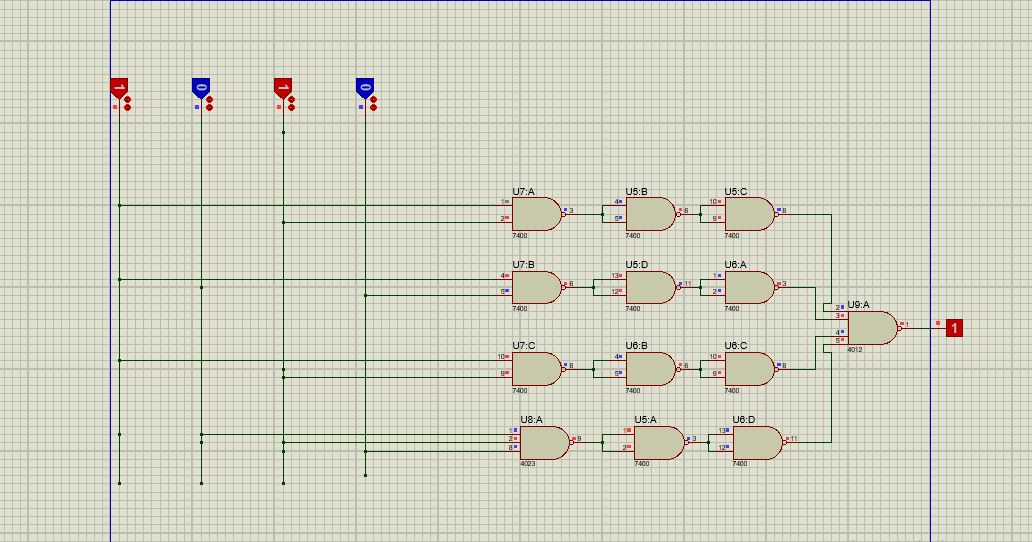 1 0 1 0
U7:A U5:B U5:C
1 2 3 4 5 6 10 9 8
7400 7400 7400
U7:B U5:D U6:A
4 5 6 13 12 11 1 2 3
7400 7400 7400
U9:A
2 3 4 5 1
1
4012
U7:C U6:B U6:C
10 9 8 4 5 6 10 9 8
7400 7400 7400
U8:A U5:A U6:D
1 2 8 9 1 2 3 13 12 11
4023 7400 7400